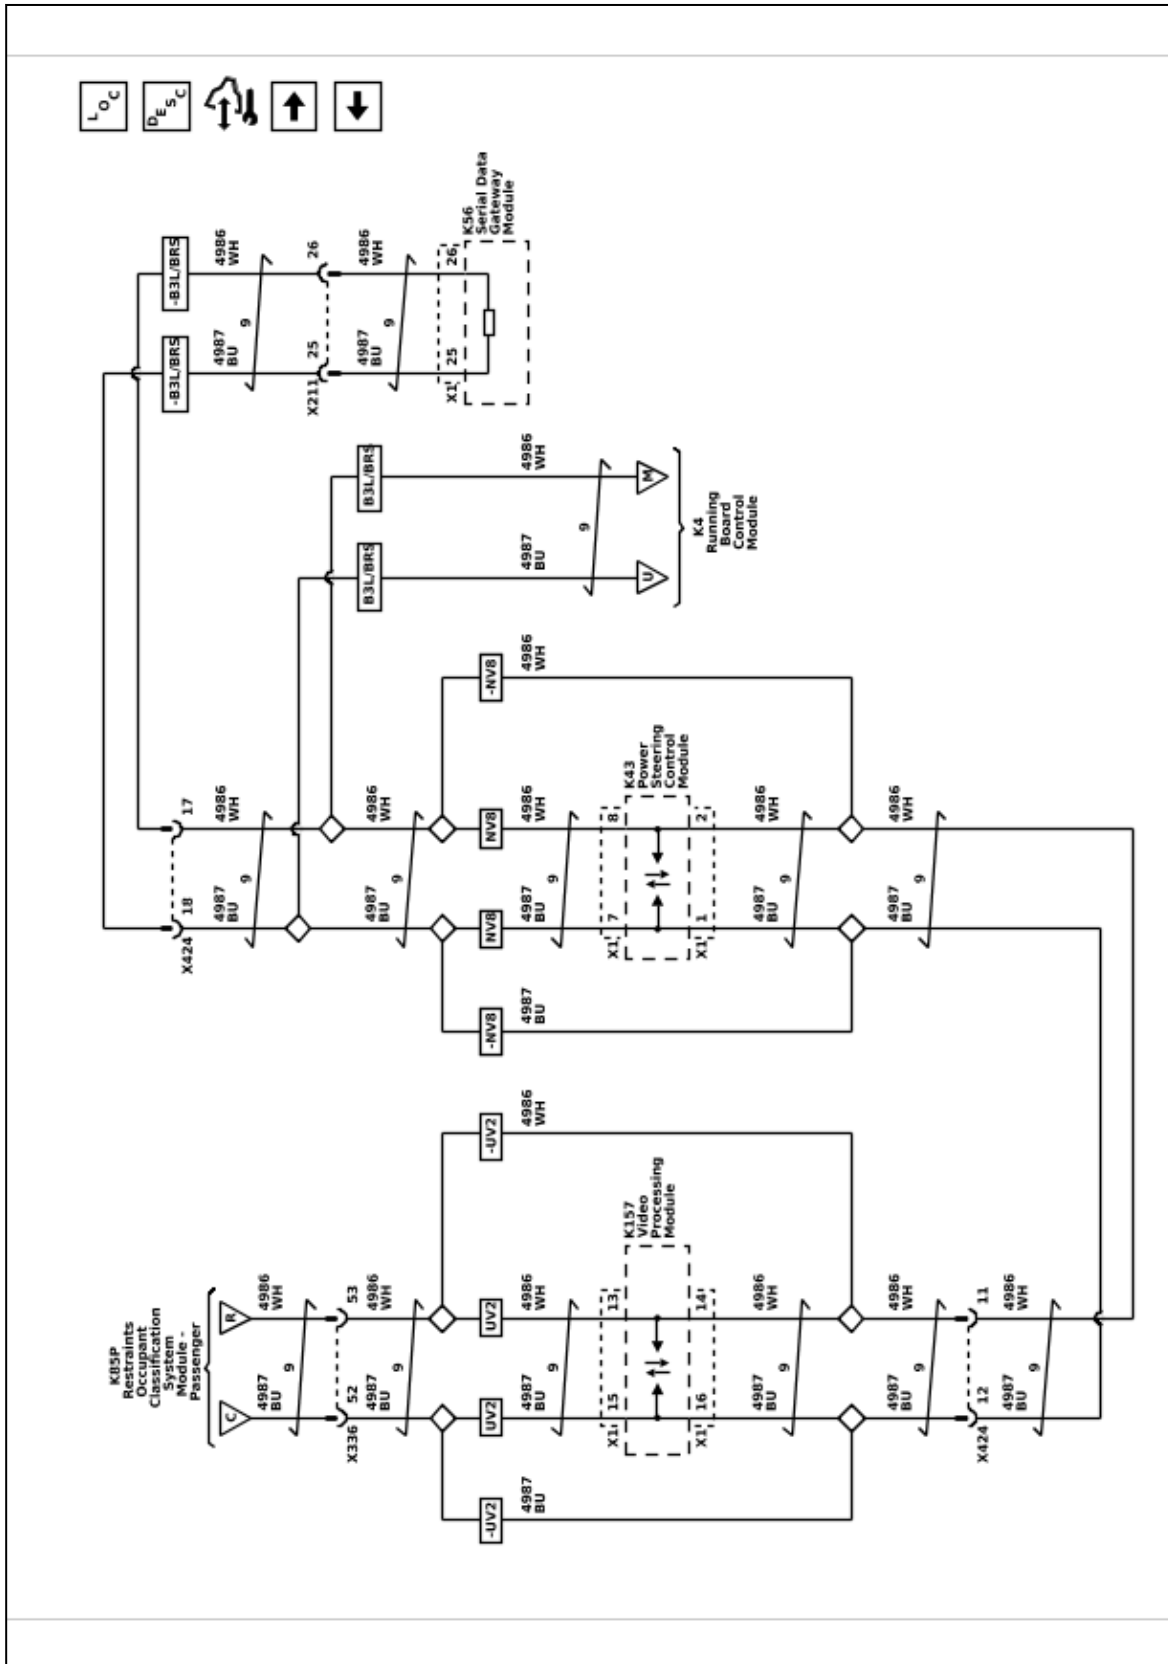 LOC
DESC
K85P
Restraints
Occupant
Classification
System
Module -
Passenger
C
R
4987
BU
9
4986
WH
X336
52
53
4987
BU
9
4986
WH
-UV2
UV2
UV2
-UV2
4987
BU
4987
BU
9
4986
WH
4986
WH
X1
15
13
K157
Video
Processing
Module
X1
16
14
4987
BU
9
4986
WH
4987
BU
9
4986
WH
X424
12
11
4987
BU
9
4986
WH
X424
18
17
4987
BU
9
4986
WH
4987
BU
9
4986
WH
-NV8
NV8
NV8
-NV8
4987
BU
4987
BU
9
4986
WH
4986
WH
X1
7
8
K43
Power
Steering
Control
Module
X1
1
2
4987
BU
9
4986
WH
4987
BU
9
4986
WH
B3L/BRS
B3L/BRS
4987
BU
9
4986
WH
U
M
K4
Running
Board
Control
Module
-B3L/BRS
-B3L/BRS
4987
BU
9
4986
WH
X211
25
26
4987
BU
9
4986
WH
X1
25
26
K56
Serial Data
Gateway
Module